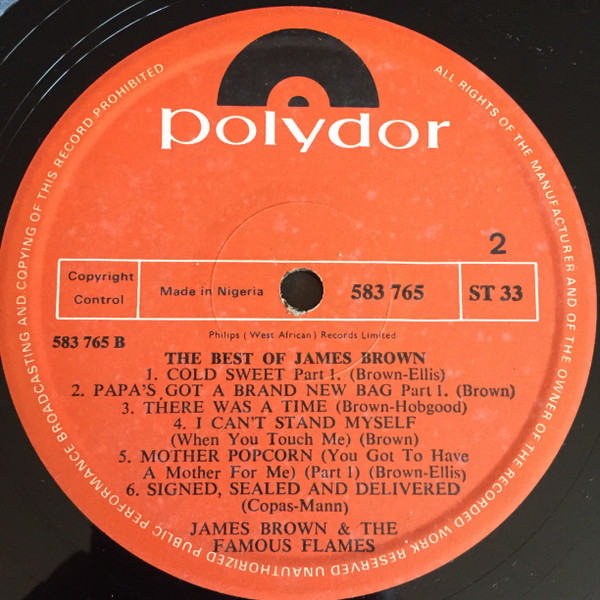 polydor
ALL RIGHTS OF THE MANUFACTURER AND OF THE OWNER OF THE RECORDED WORK RESERVED UNAUTHORIZED PUBLIC PERFORMANCE BROADCASTING AND COPYING OF THIS RECORD PROHIBITED
2
Copyright
Control
Made in Nigeria
583 765
ST 33
Philips (West African) Records Limited
583 765 B
THE BEST OF JAMES BROWN
1. COLD SWEET Part 1. (Brown-Ellis)
2. PAPA'S GOT A BRAND NEW BAG Part 1. (Brown)
3. THERE WAS A TIME (Brown-Hobgood)
4. I CAN'T STAND MYSELF
(When You Touch Me) (Brown)
5. MOTHER POPCORN (You Got To Have
A Mother For Me) (Part 1) (Brown-Ellis)
6. SIGNED, SEALED AND DELIVERED
(Copas-Mann)
JAMES BROWN & THE
FAMOUS FLAMES